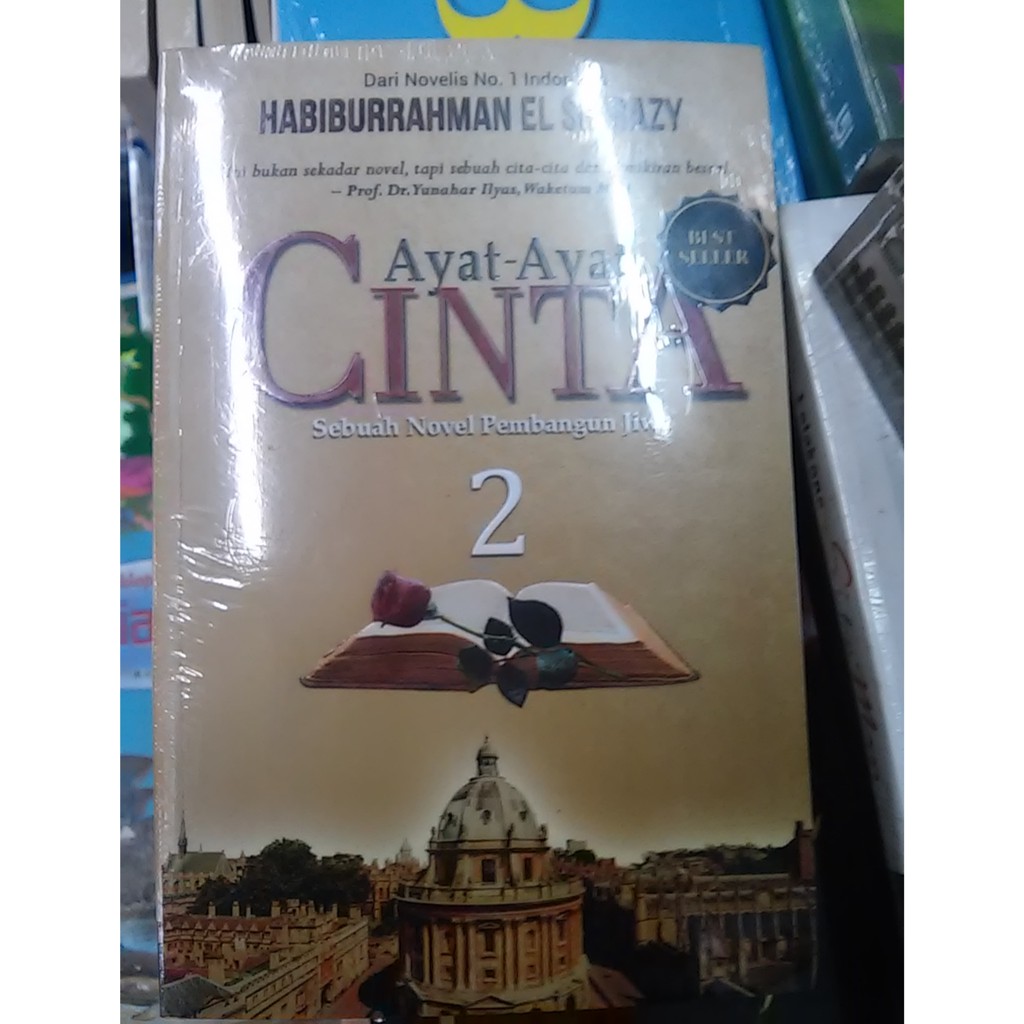 Dari Novelis No. 1
HABIBURRAHMAN EL
bukan sekadar novel, tapi sebuah cita-cita
– Prof. Dr. Yunahar Ilyas, Waketum
BEST
SELLER
Ayat-Ayat
CINTA
Sebuah Novel Pembangun
2